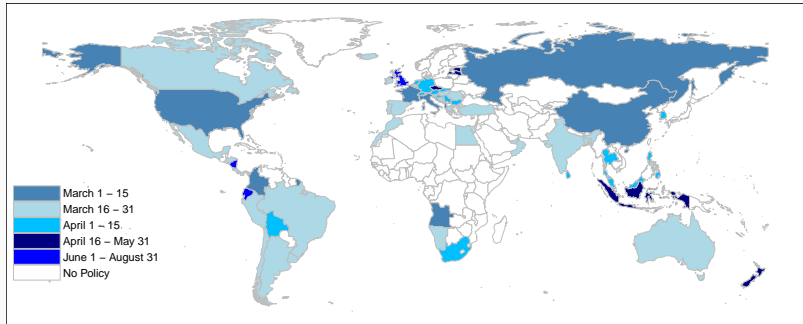 March 1 – 15
March 16 – 31
April 1 – 15
April 16 – May 31
June 1 – August 31
No Policy